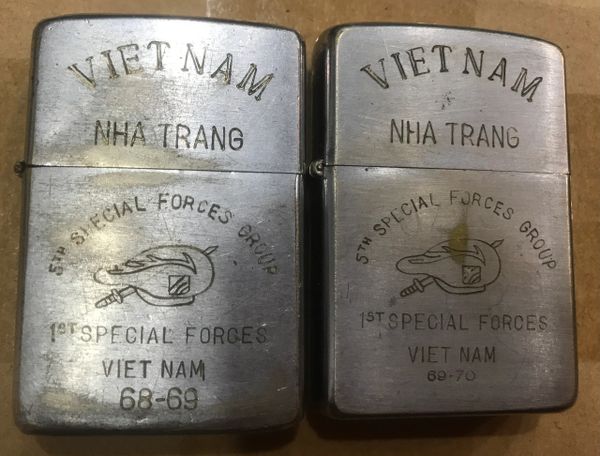 VIETNAM
NHA TRANG
5TH SPECIAL FORCES GROUP
1ST SPECIAL FORCES
VIET NAM
68-69
VIETNAM
NHA TRANG
5TH SPECIAL FORCES GROUP
1ST SPECIAL FORCES
VIET NAM
69-70